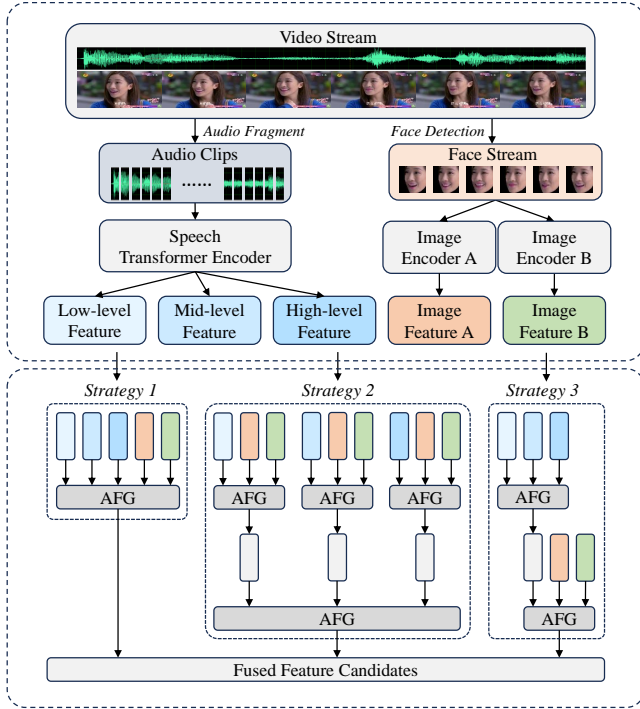 Video Stream
Audio Fragment
Face Detection
Audio Clips
Face Stream
......
Speech
Transformer Encoder
Image
Encoder A
Image
Encoder B
Low-level
Feature
Mid-level
Feature
High-level
Feature
Image
Feature A
Image
Feature B
Strategy 1
Strategy 2
Strategy 3
AFG
AFG
AFG
AFG
AFG
AFG
AFG
Fused Feature Candidates